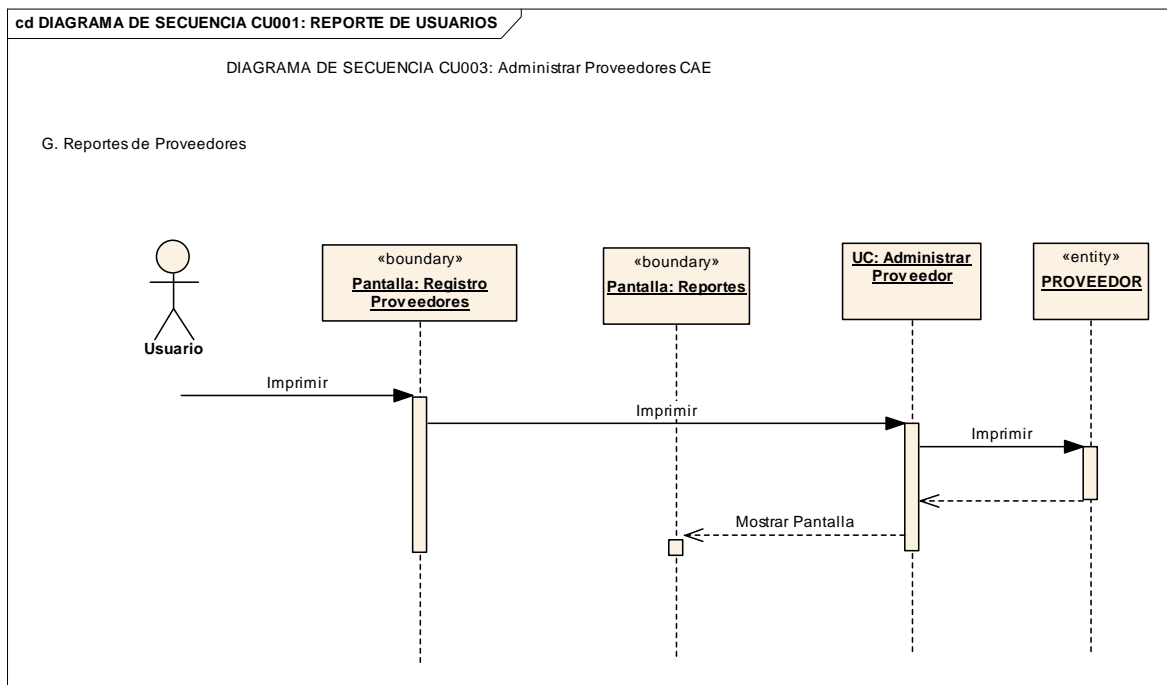 cd DIAGRAMA DE SECUENCIA CU001: REPORTE DE USUARIOS
DIAGRAMA DE SECUENCIA CU003: Administrar Proveedores CAE
G. Reportes de Proveedores
Usuario
«boundary»
Pantalla: Registro
Proveedores
«boundary»
Pantalla: Reportes
UC: Administrar
Proveedor
«entity»
PROVEEDOR
Imprimir
Imprimir
Imprimir
Mostrar Pantalla